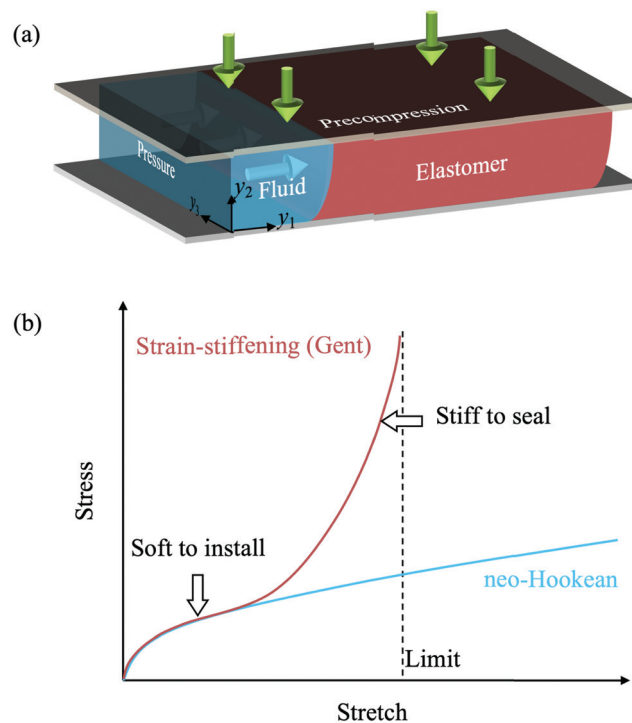 (a)
Precompression
Pressure
Fluid
Elastomer
y2
y3
y1
(b)
Strain-stiffening (Gent)
Stiff to seal
Soft to install
neo-Hookean
Limit
Stress
Stretch